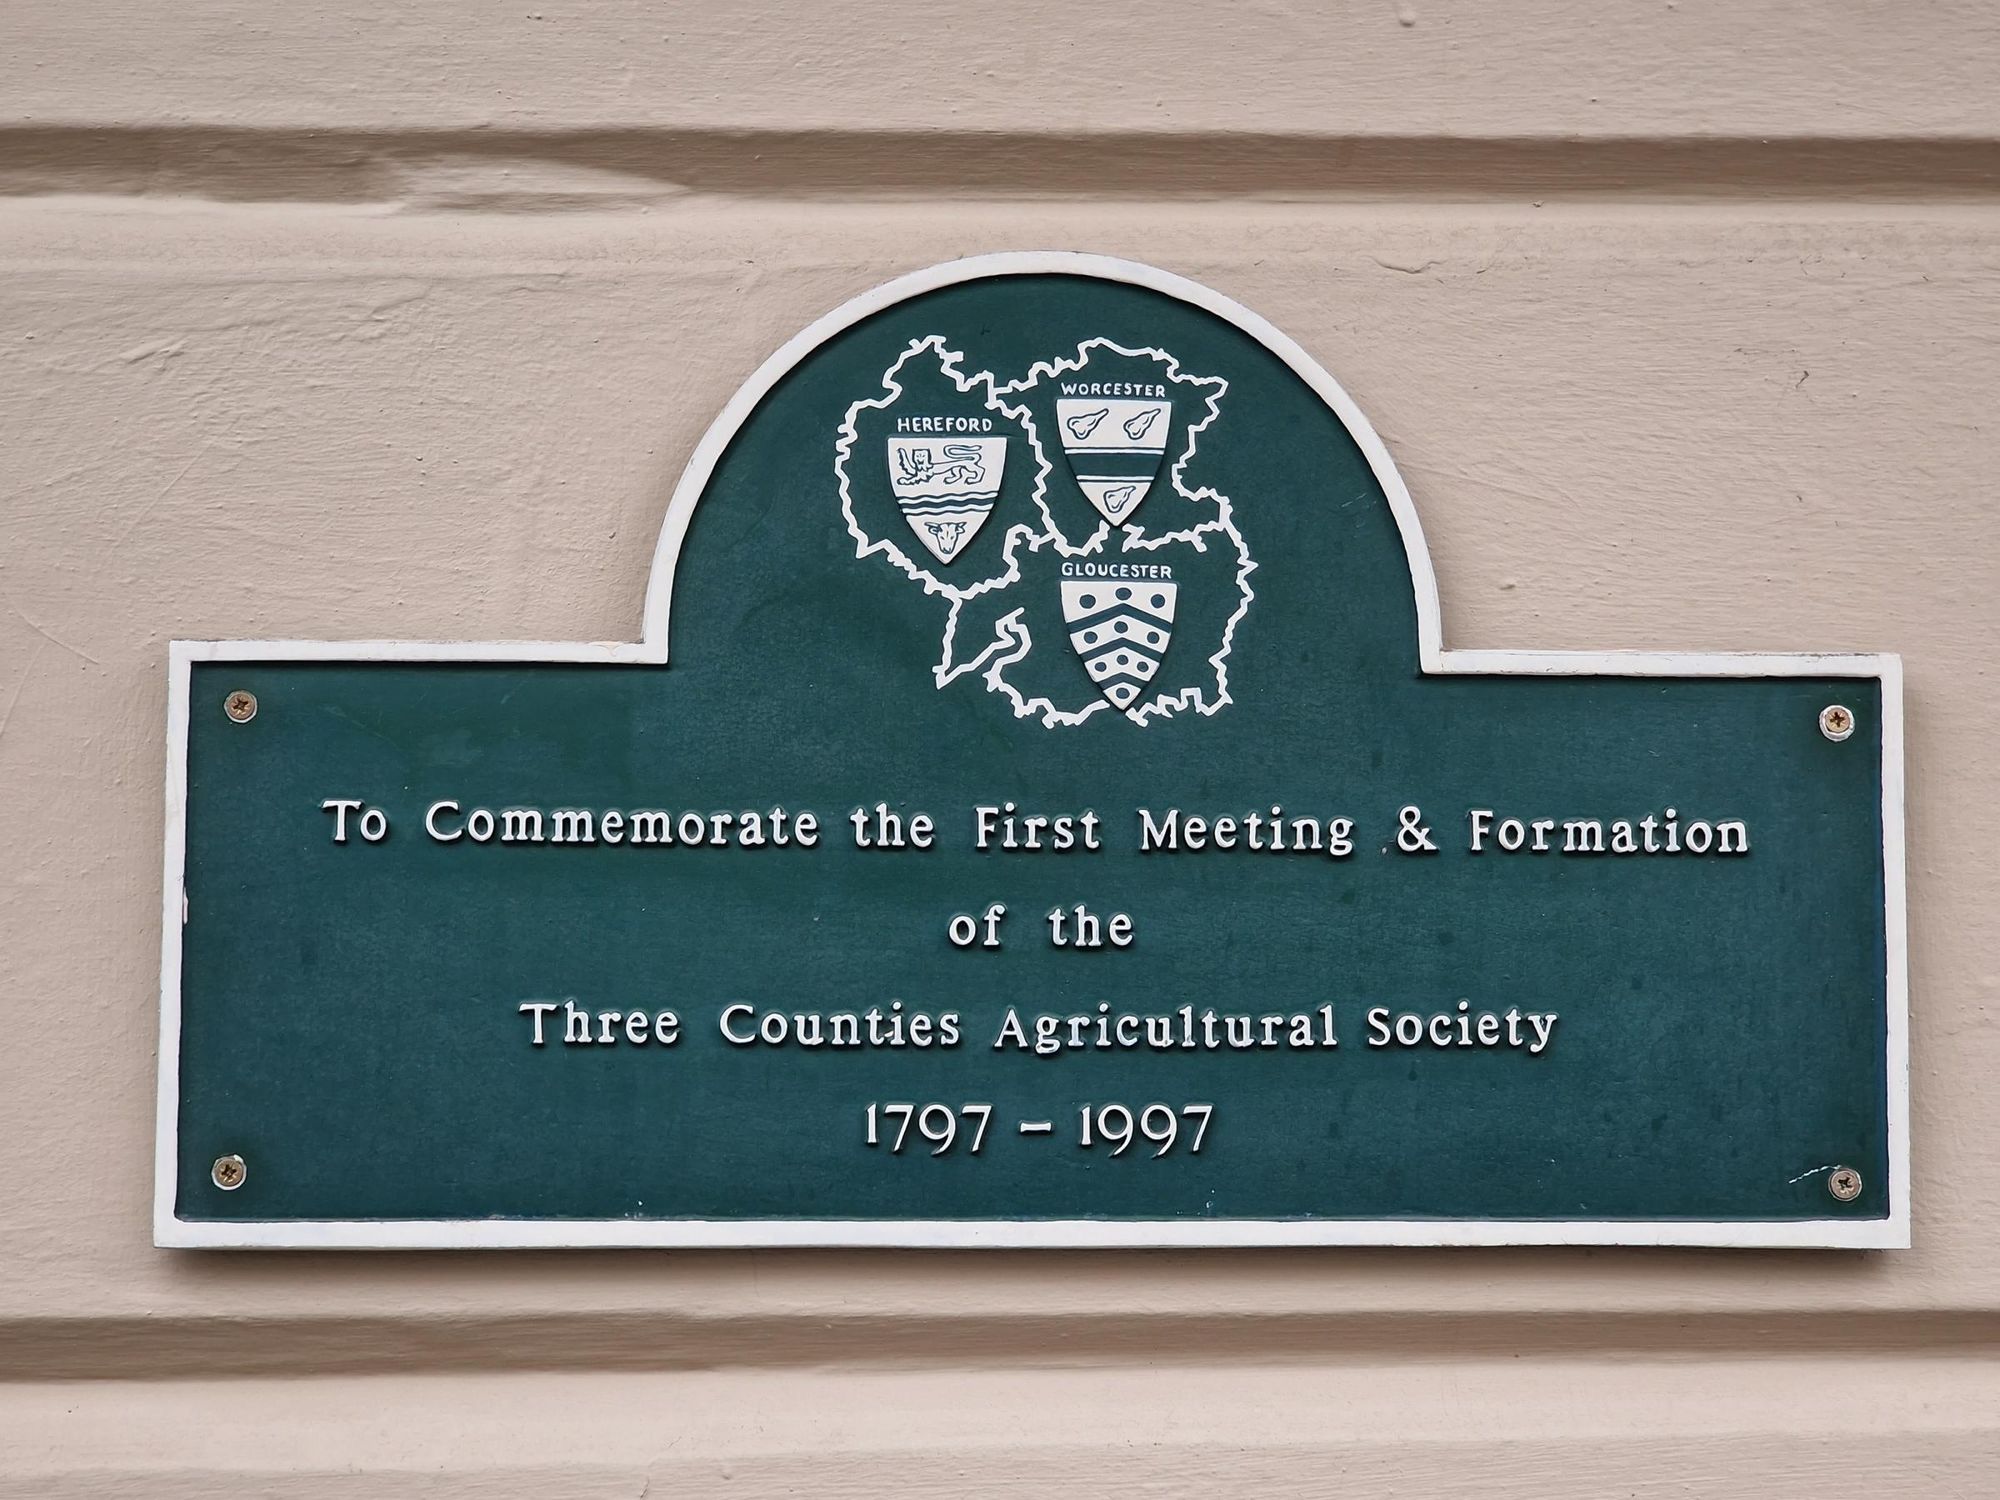 HEREFORD
WORCESTER
GLOUCESTER
To Commemorate the First Meeting & Formation
of the
Three Counties Agricultural Society
1797 – 1997